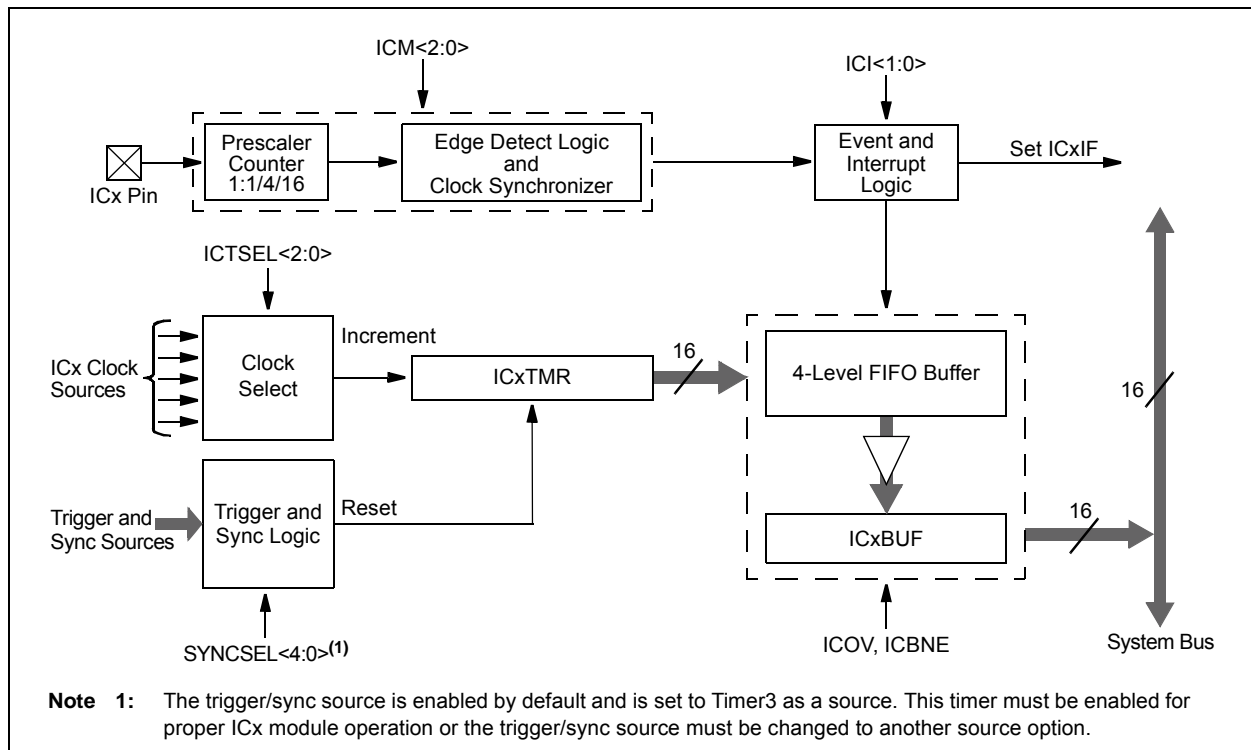 ICM<2:0>
ICI<1:0>
Prescaler
Counter
1:1/4/16
Edge Detect Logic
and
Clock Synchronizer
Event and
Interrupt
Logic
Set ICxIF
ICx Pin
ICTSEL<2:0>
Increment
ICx Clock
Sources
Clock
Select
ICxTMR
16
4-Level FIFO Buffer
16
Trigger and
Sync Sources
Trigger and
Sync Logic
Reset
ICxBUF
16
SYNCSEL<4:0>(1)
ICOV, ICBNE
System Bus
Note 1: The trigger/sync source is enabled by default and is set to Timer3 as a source. This timer must be enabled for
proper ICx module operation or the trigger/sync source must be changed to another source option.